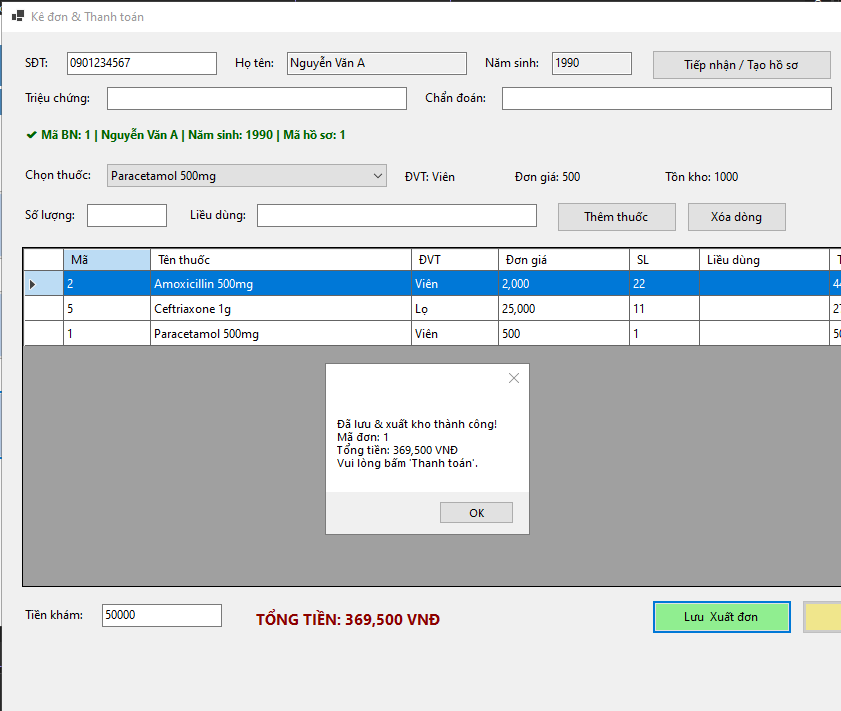 Kê đơn & Thanh toán
SĐT: 0901234567 Họ tên: Nguyễn Văn A Năm sinh: 1990 Tiếp nhận / Tạo hồ sơ
Triệu chứng: Chẩn đoán:
✔ Mã BN: 1 | Nguyễn Văn A | Năm sinh: 1990 | Mã hồ sơ: 1
Chọn thuốc: Paracetamol 500mg ĐVT: Viên Đơn giá: 500 Tồn kho: 1000
Số lượng: Liều dùng: Thêm thuốc Xóa dòng
Mã Tên thuốc ĐVT Đơn giá SL Liều dùng
2 Amoxicillin 500mg Viên 2,000 22
5 Ceftriaxone 1g Lọ 25,000 11
1 Paracetamol 500mg Viên 500 1
Đã lưu & xuất kho thành công!
Mã đơn: 1
Tổng tiền: 369,500 VNĐ
Vui lòng bấm 'Thanh toán'.
OK
Tiền khám: 50000 TỔNG TIỀN: 369,500 VNĐ Lưu Xuất đơn